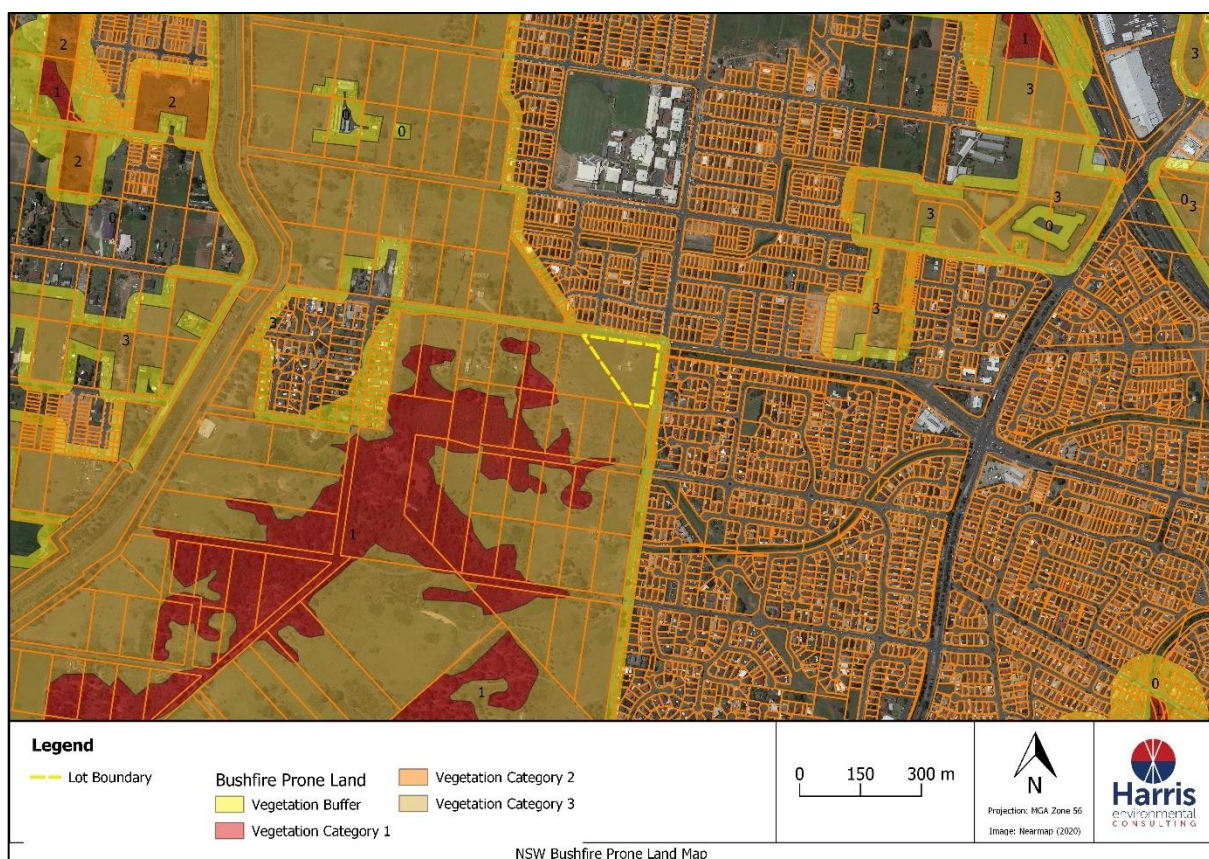 2
1
2
2
0
3
0
0
3
1
3
3
0
3
0
3
3
3
1
1
0
Legend
Lot Boundary
Bushfire Prone Land
Vegetation Buffer
Vegetation Category 1
Vegetation Category 2
Vegetation Category 3
0 150 300 m
N
Projection: MGA Zone 56
Image: Nearmap (2020)
Harris
environmental
CONSULTING
NSW Bushfire Prone Land Map